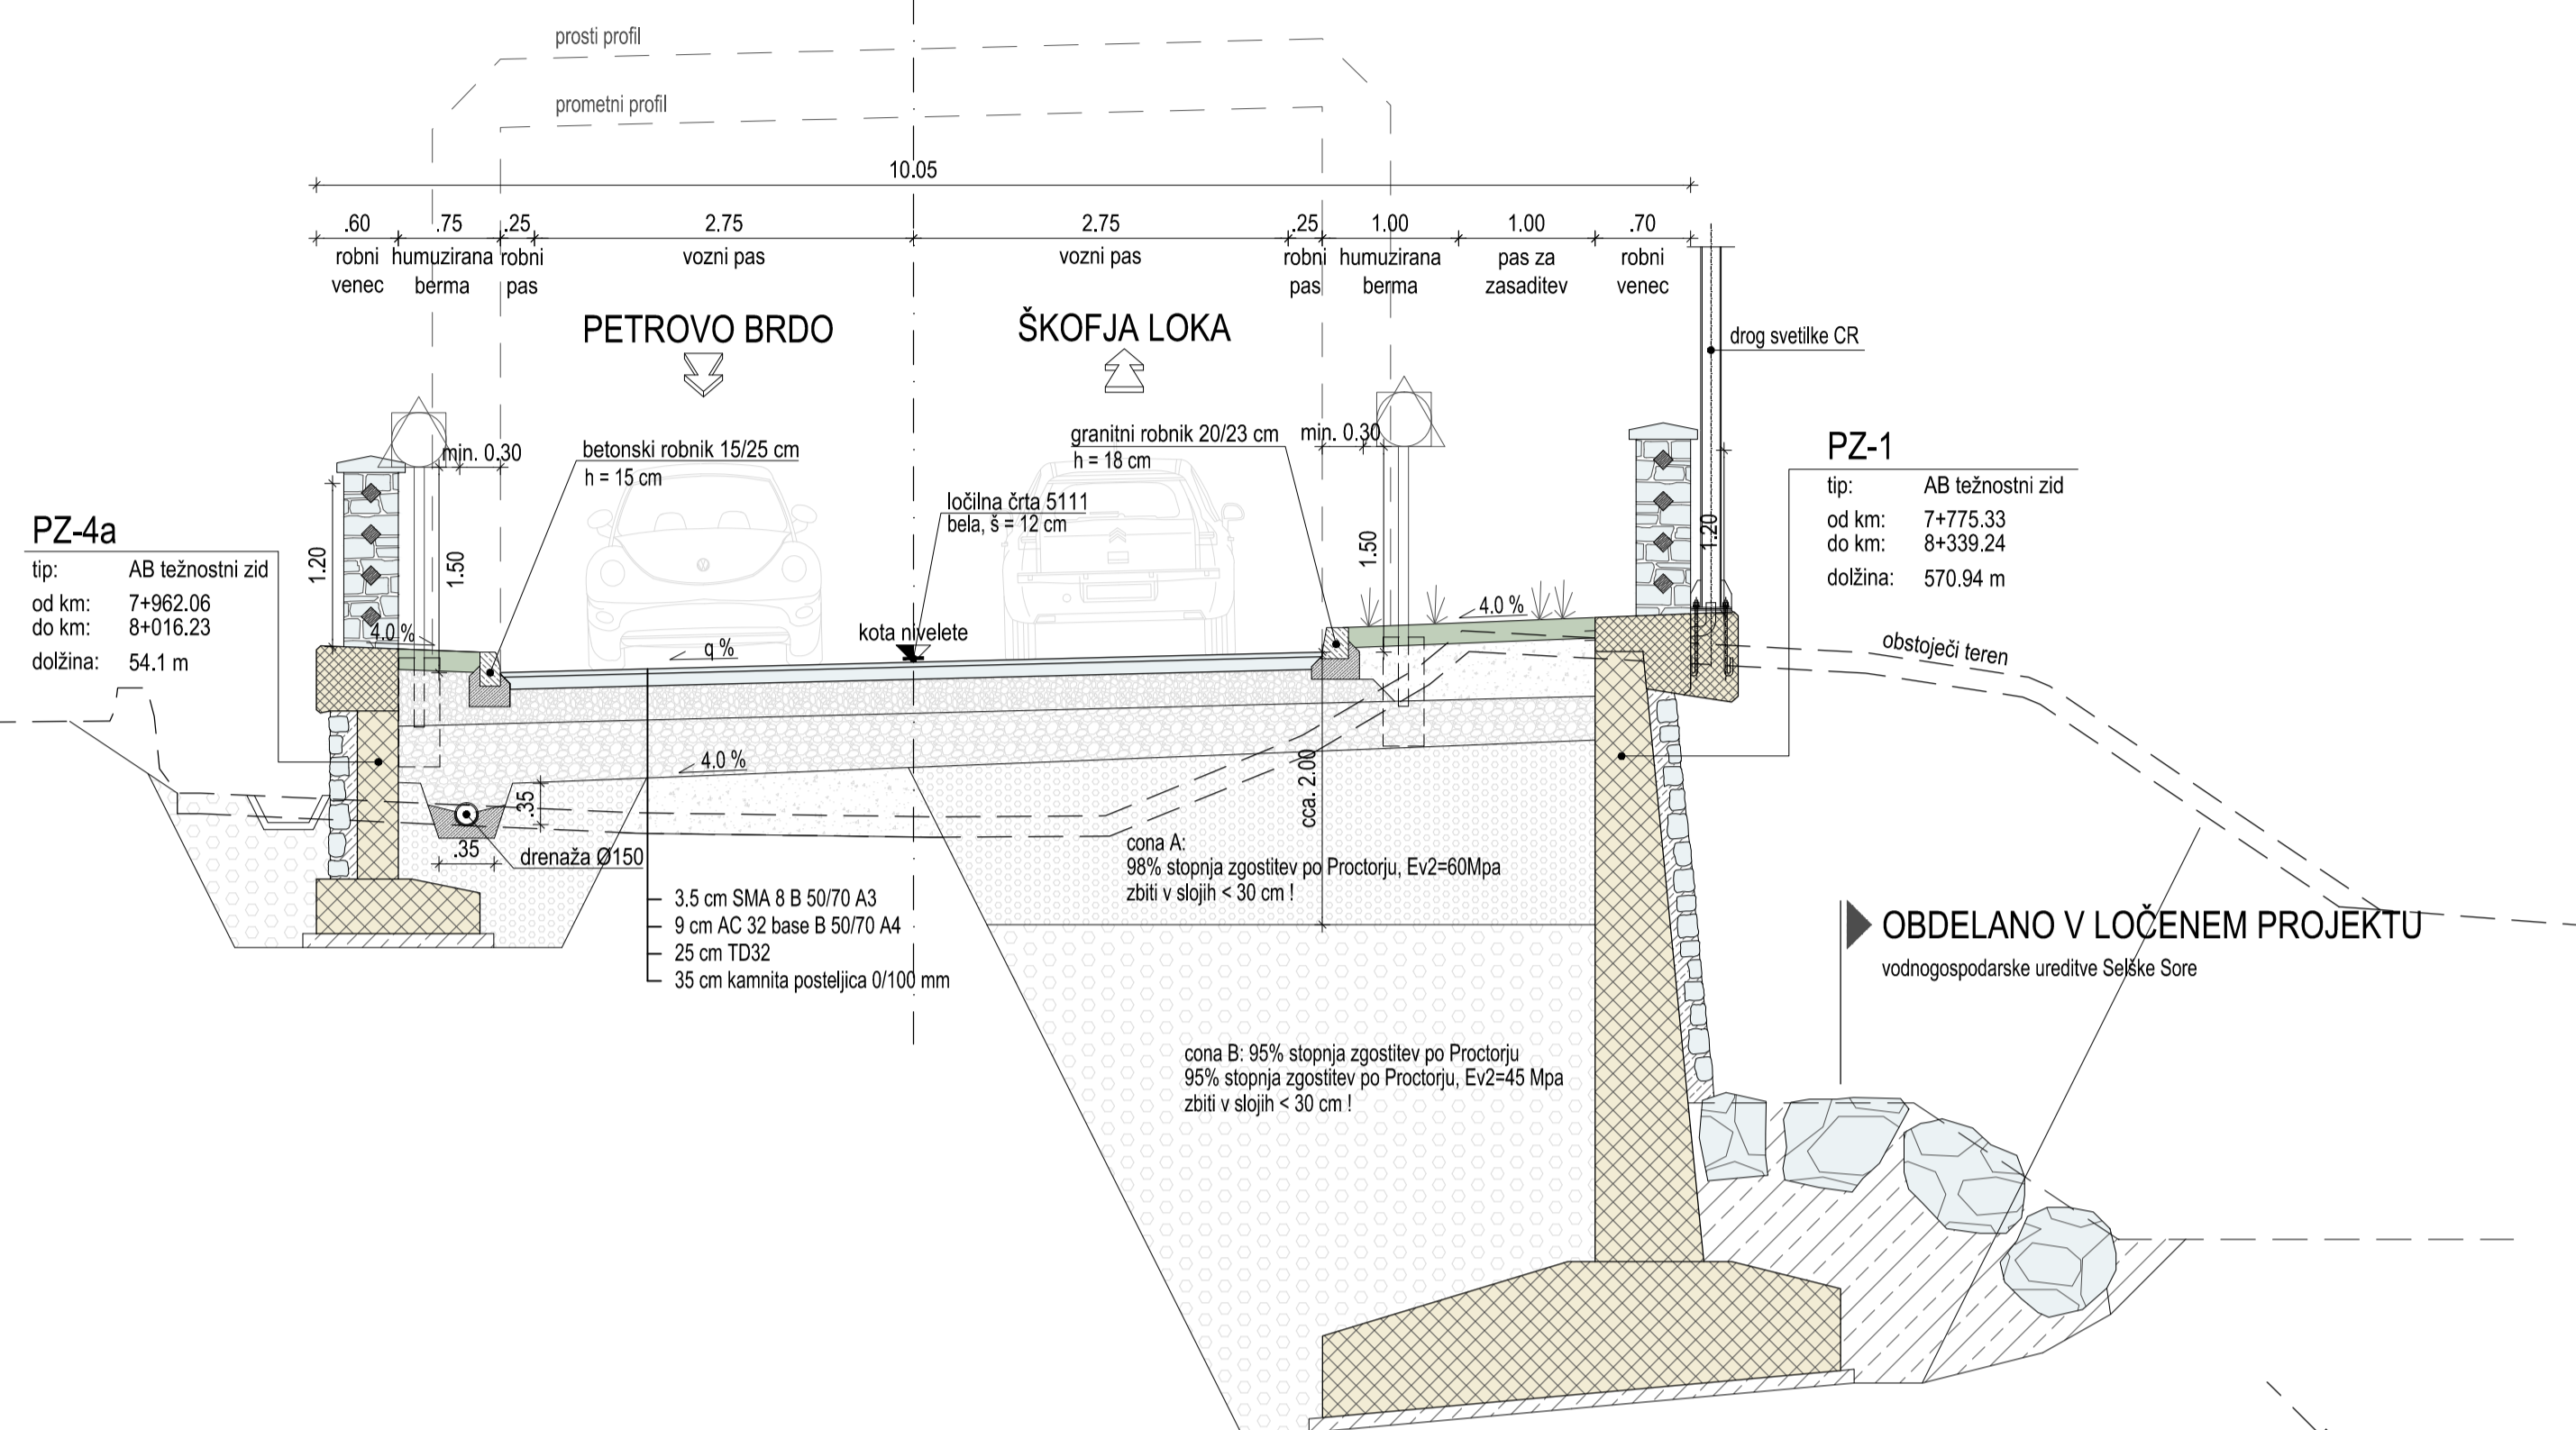 prosti profil
prometni profil
10.05
.60 .75 .25 2.75 2.75 .25 1.00 1.00 .70
robni venec
humuzirana berma
robni pas
vozni pas
vozni pas
robni pas
humuzirana berma
pas za zasaditev
robni venec
PETROVO BRDO
ŠKOFJA LOKA
drog svetilke CR
min. 0.30
betonski robnik 15/25 cm
h = 15 cm
granitni robnik 20/23 cm
h = 18 cm
min. 0.30
ločilna črta 5111
bela, š = 12 cm
PZ-1
tip: AB težnostni zid
od km: 7+775.33
do km: 8+339.24
dolžina: 570.94 m
PZ-4a
tip: AB težnostni zid
od km: 7+962.06
do km: 8+016.23
dolžina: 54.1 m
1.20
1.50
1.50
1.20
4.0 %
q %
kota nivelete
4.0 %
obstoječi teren
4.0 %
.35
.35
drenaža Ø150
cca. 2.00
3.5 cm SMA 8 B 50/70 A3
9 cm AC 32 base B 50/70 A4
25 cm TD32
35 cm kamnita posteljica 0/100 mm
cona A:
98% stopnja zgostitev po Proctorju, Ev2=60Mpa
zbiti v slojih < 30 cm !
OBDELANO V LOČENEM PROJEKTU
vodnogospodarske ureditve Selške Sore
cona B: 95% stopnja zgostitev po Proctorju
95% stopnja zgostitev po Proctorju, Ev2=45 Mpa
zbiti v slojih < 30 cm !